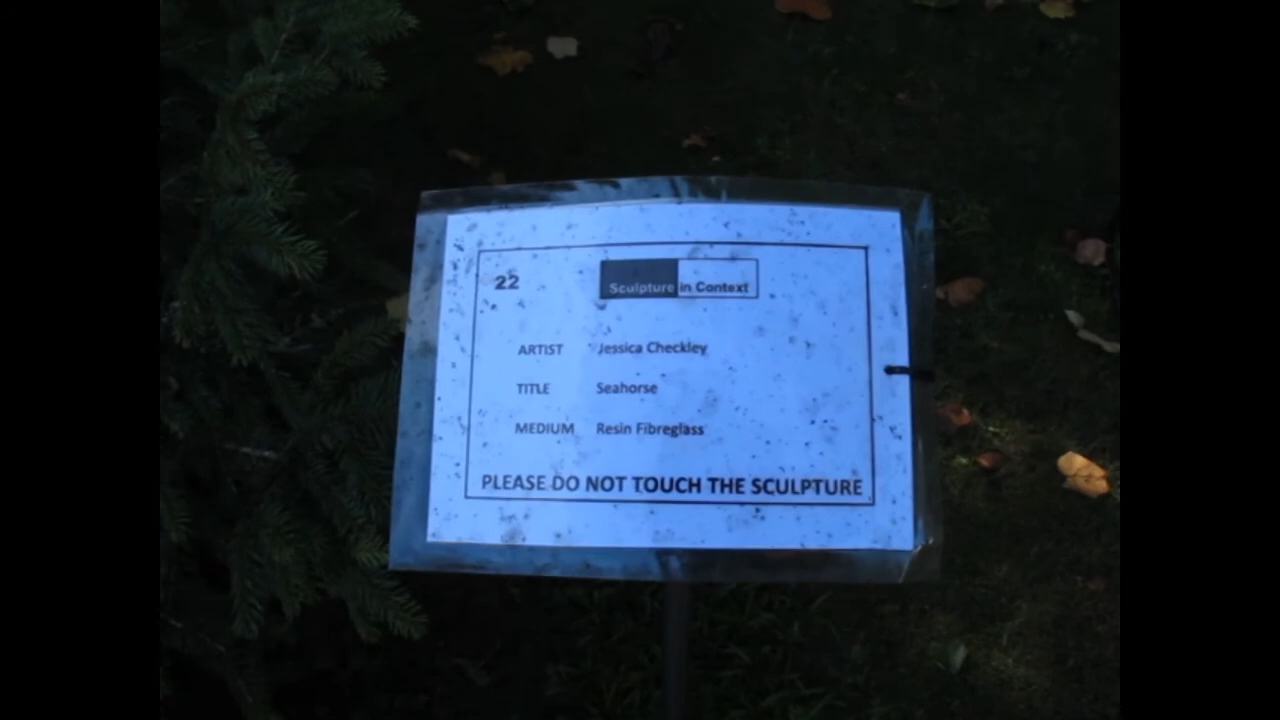 22
Sculpture in Context
ARTIST Jessica Checkley
TITLE Seahorse
MEDIUM Resin Fibreglass
PLEASE DO NOT TOUCH THE SCULPTURE